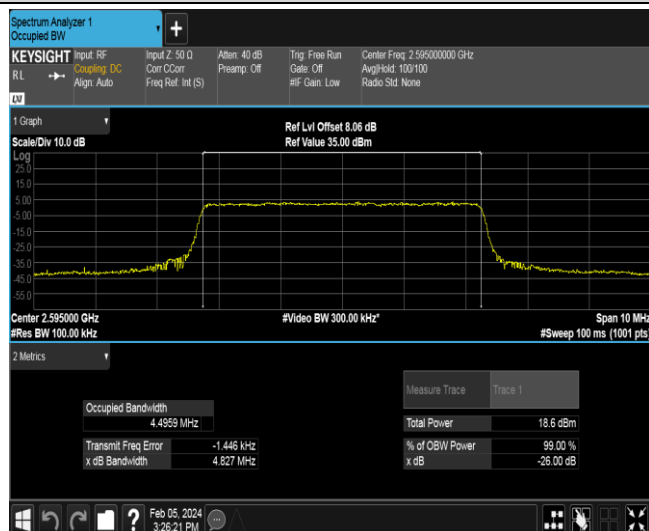 Spectrum Analyzer 1
Occupied BW
+
KEYSIGHT Input: RF Input Z: 50 Ω Atten: 40 dB Trig: Free Run Center Freq: 2.595000000 GHz
RL Coupling: DC Corr CCorr Preamp: Off Gate: Off Avg|Hold: 100/100
Align: Auto Freq Ref: Int (S) #IF Gain: Low Radio Std: None
LXI
1 Graph
Ref Lvl Offset 8.06 dB
Scale/Div 10.0 dB Ref Value 35.00 dBm
Log
25.0
15.0
5.00
-5.00
-15.0
-25.0
-35.0
-45.0
-55.0
Center 2.595000 GHz #Video BW 300.00 kHz* Span 10 MHz
#Res BW 100.00 kHz #Sweep 100 ms (1001 pts)
2 Metrics
Measure Trace Trace 1
Occupied Bandwidth
4.4959 MHz Total Power 18.6 dBm
Transmit Freq Error -1.446 kHz % of OBW Power 99.00 %
x dB Bandwidth 4.827 MHz x dB -26.00 dB
? Feb 05, 2024
3:26:21 PM